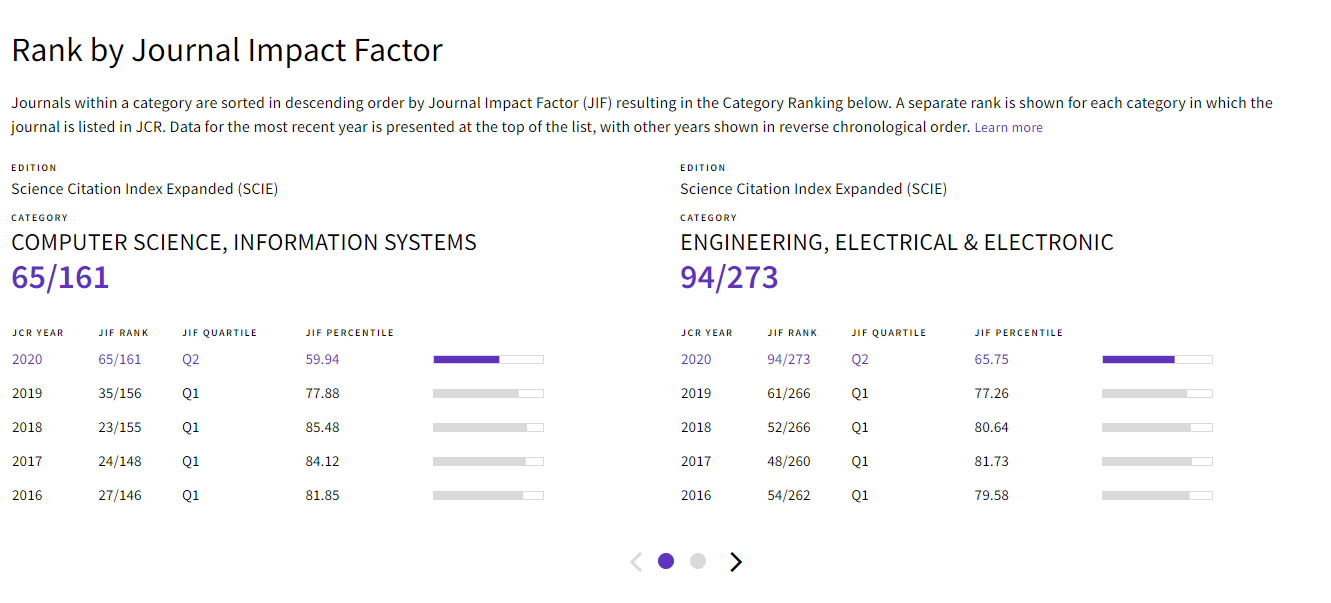 Rank by Journal Impact Factor
Journals within a category are sorted in descending order by Journal Impact Factor (JIF) resulting in the Category Ranking below. A separate rank is shown for each category in which the
journal is listed in JCR. Data for the most recent year is presented at the top of the list, with other years shown in reverse chronological order. Learn more
EDITION
Science Citation Index Expanded (SCIE)
CATEGORY
COMPUTER SCIENCE, INFORMATION SYSTEMS
65/161
JCR YEAR JIF RANK JIF QUARTILE JIF PERCENTILE
2020 65/161 Q2 59.94
2019 35/156 Q1 77.88
2018 23/155 Q1 85.48
2017 24/148 Q1 84.12
2016 27/146 Q1 81.85
EDITION
Science Citation Index Expanded (SCIE)
CATEGORY
ENGINEERING, ELECTRICAL & ELECTRONIC
94/273
JCR YEAR JIF RANK JIF QUARTILE JIF PERCENTILE
2020 94/273 Q2 65.75
2019 61/266 Q1 77.26
2018 52/266 Q1 80.64
2017 48/260 Q1 81.73
2016 54/262 Q1 79.58